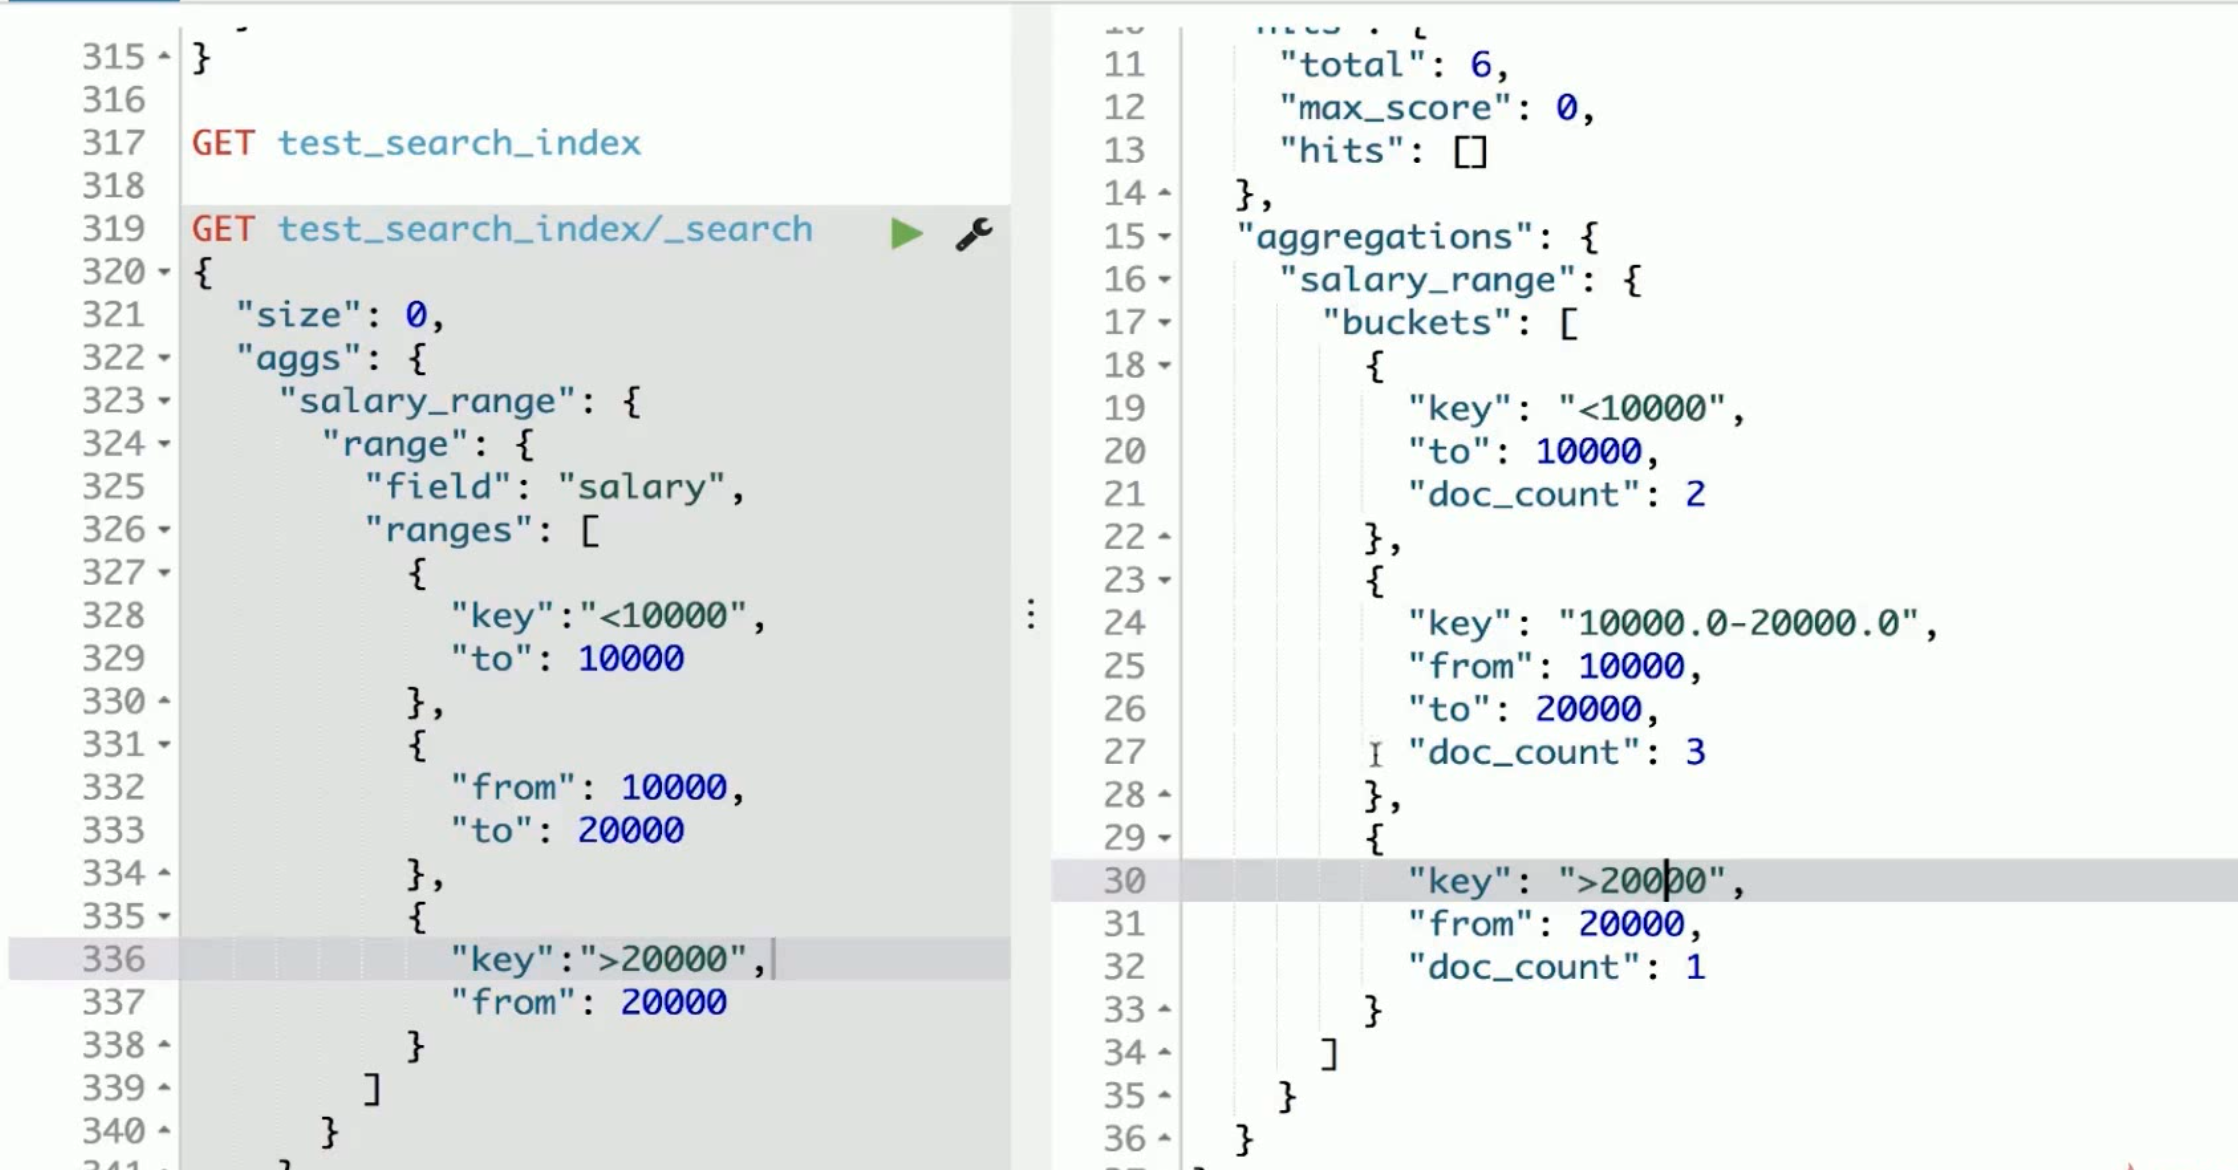 315 }
316
317 GET test_search_index
318
319 GET test_search_index/_search
320 {
321 "size": 0,
322 "aggs": {
323 "salary_range": {
324 "range": {
325 "field": "salary",
326 "ranges": [
327 {
328 "key":"<10000",
329 "to": 10000
330 },
331 {
332 "from": 10000,
333 "to": 20000
334 },
335 {
336 "key":">20000",
337 "from": 20000
338 }
339 ]
340 }
341 }
11 "total": 6,
12 "max_score": 0,
13 "hits": []
14 },
15 "aggregations": {
16 "salary_range": {
17 "buckets": [
18 {
19 "key": "<10000",
20 "to": 10000,
21 "doc_count": 2
22 },
23 {
24 "key": "10000.0-20000.0",
25 "from": 10000,
26 "to": 20000,
27 "doc_count": 3
28 },
29 {
30 "key": ">20000",
31 "from": 20000,
32 "doc_count": 1
33 }
34 ]
35 }
36 }